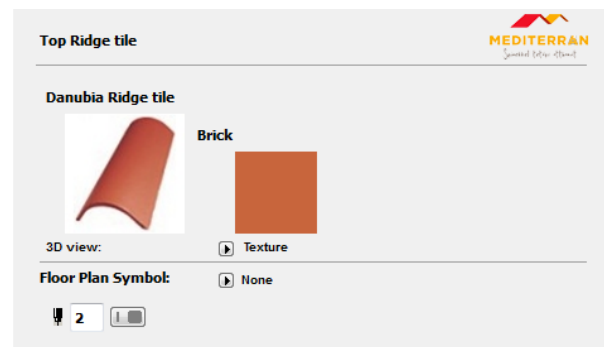 Top Ridge tile
MEDITERRAN
Danubia Ridge tile
Brick
3D view:
Texture
Floor Plan Symbol:
None
2